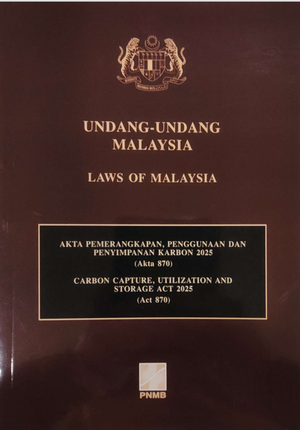 UNDANG-UNDANG
MALAYSIA
LAWS OF MALAYSIA
AKTA PEMERANGKAPAN, PENGGUNAAN DAN
PENYIMPANAN KARBON 2025
(Akta 870)
CARBON CAPTURE, UTILIZATION AND
STORAGE ACT 2025
(Act 870)
PNMB